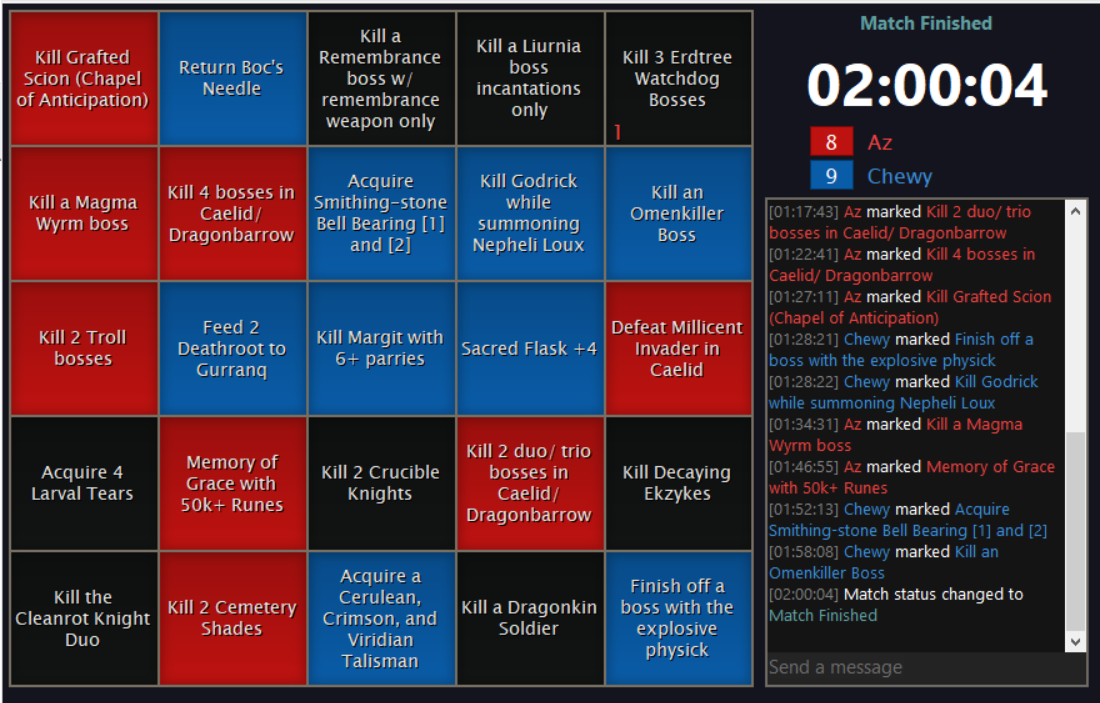 Kill Grafted
Scion (Chapel
of Anticipation)
Return Boc's
Needle
Kill a
Remembrance
boss w/
remembrance
weapon only
Kill a Liurnia
boss
incantations
only
Kill 3 Erdtree
Watchdog
Bosses
1
Kill a Magma
Wyrm boss
Kill 4 bosses in
Caelid/
Dragonbarrow
Acquire
Smithing-stone
Bell Bearing [1]
and [2]
Kill Godrick
while
summoning
Nepheli Loux
Kill an
Omenkiller
Boss
Kill 2 Troll
bosses
Feed 2
Deathroot to
Gurranq
Kill Margit with
6+ parries
Sacred Flask +4
Defeat Millicent
Invader in
Caelid
Acquire 4
Larval Tears
Memory of
Grace with
50k+ Runes
Kill 2 Crucible
Knights
Kill 2 duo/ trio
bosses in
Caelid/
Dragonbarrow
Kill Decaying
Ekzykes
Kill the
Cleanrot Knight
Duo
Kill 2 Cemetery
Shades
Acquire a
Cerulean,
Crimson, and
Viridian
Talisman
Kill a Dragonkin
Soldier
Finish off a
boss with the
explosive
physick
Match Finished
02:00:04
8 Az
9 Chewy
[01:17:43] Az marked Kill 2 duo/ trio
bosses in Caelid/ Dragonbarrow
[01:22:41] Az marked Kill 4 bosses in
Caelid/ Dragonbarrow
[01:27:11] Az marked Kill Grafted Scion
(Chapel of Anticipation)
[01:28:21] Chewy marked Finish off a
boss with the explosive physick
[01:28:22] Chewy marked Kill Godrick
while summoning Nepheli Loux
[01:34:31] Az marked Kill a Magma
Wyrm boss
[01:46:55] Az marked Memory of Grace
with 50k+ Runes
[01:52:13] Chewy marked Acquire
Smithing-stone Bell Bearing [1] and [2]
[01:58:08] Chewy marked Kill an
Omenkiller Boss
[02:00:04] Match status changed to
Match Finished
Send a message